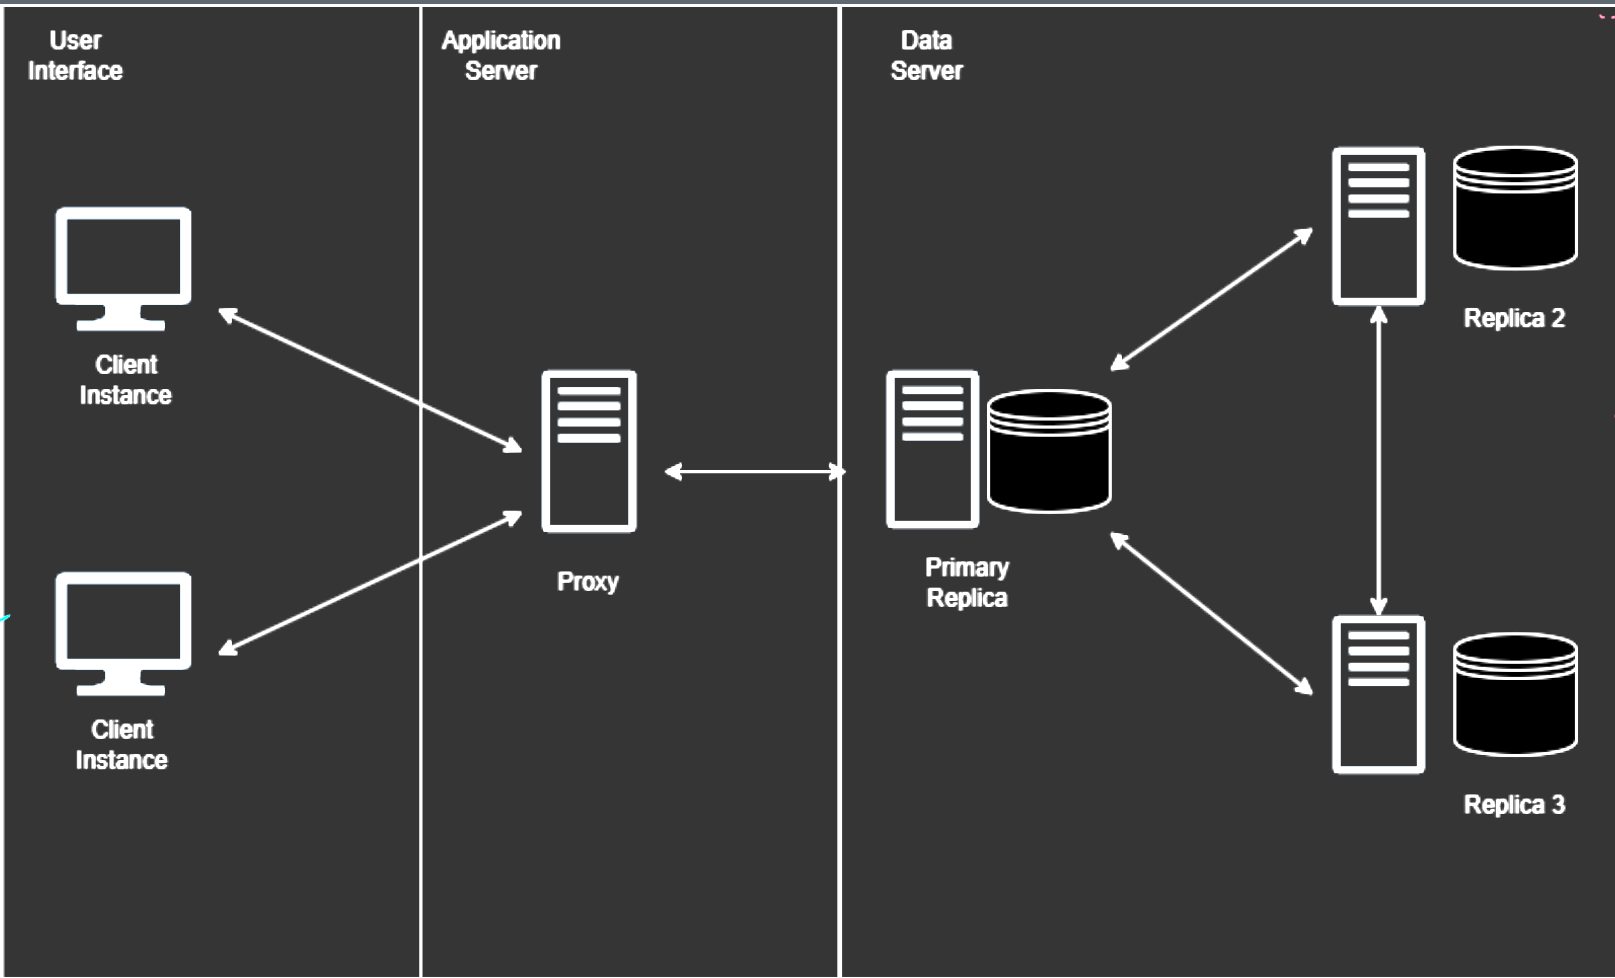 User
Interface
Application
Server
Data
Server
Client
Instance
Client
Instance
Proxy
Primary
Replica
Replica 2
Replica 3